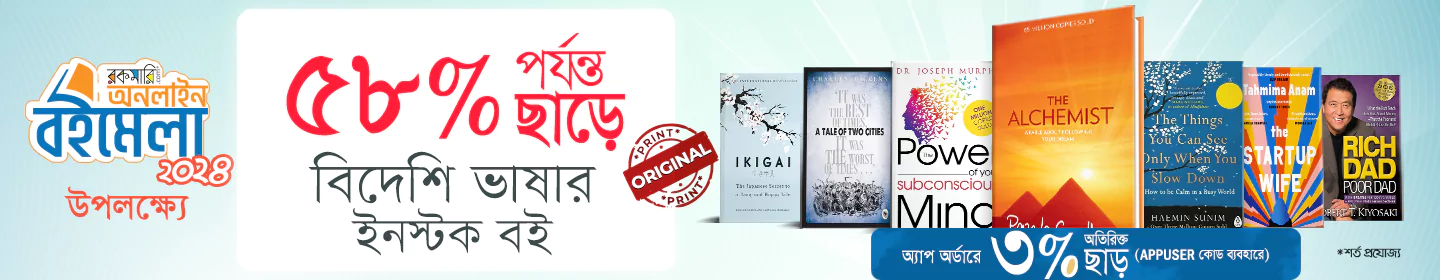 রকমারি.com
অনলাইন
বইমেলা
২০২৪
উপলক্ষ্যে
৫৮% পর্যন্ত ছাড়ে
বিদেশি ভাষার
ইনস্টক বই
PRINT
ORIGINAL
PRINT
IKIGAI
The Japanese Secret to
a Long and Happy Life
CHARLES DICKENS
IT WAS
THE BEST
OF TIMES,
A TALE OF TWO CITIES
IT WAS
THE WORST
OF TIMES
DR JOSEPH MURPHY
Power
of your
subconscious
Mind
THE
ALCHEMIST
The Things
You Can See
Only When You
Slow Down
How to be Calm in a Busy World
HAEMIN SUNIM
Tahmima Anam
the
STARTUP
WIFE
RICH
DAD
POOR DAD
ROBERT T. KIYOSAKI
অ্যাপ অর্ডারে ৩% অতিরিক্ত ছাড় (APPUSER কোড ব্যবহারে)
*শর্ত প্রযোজ্য